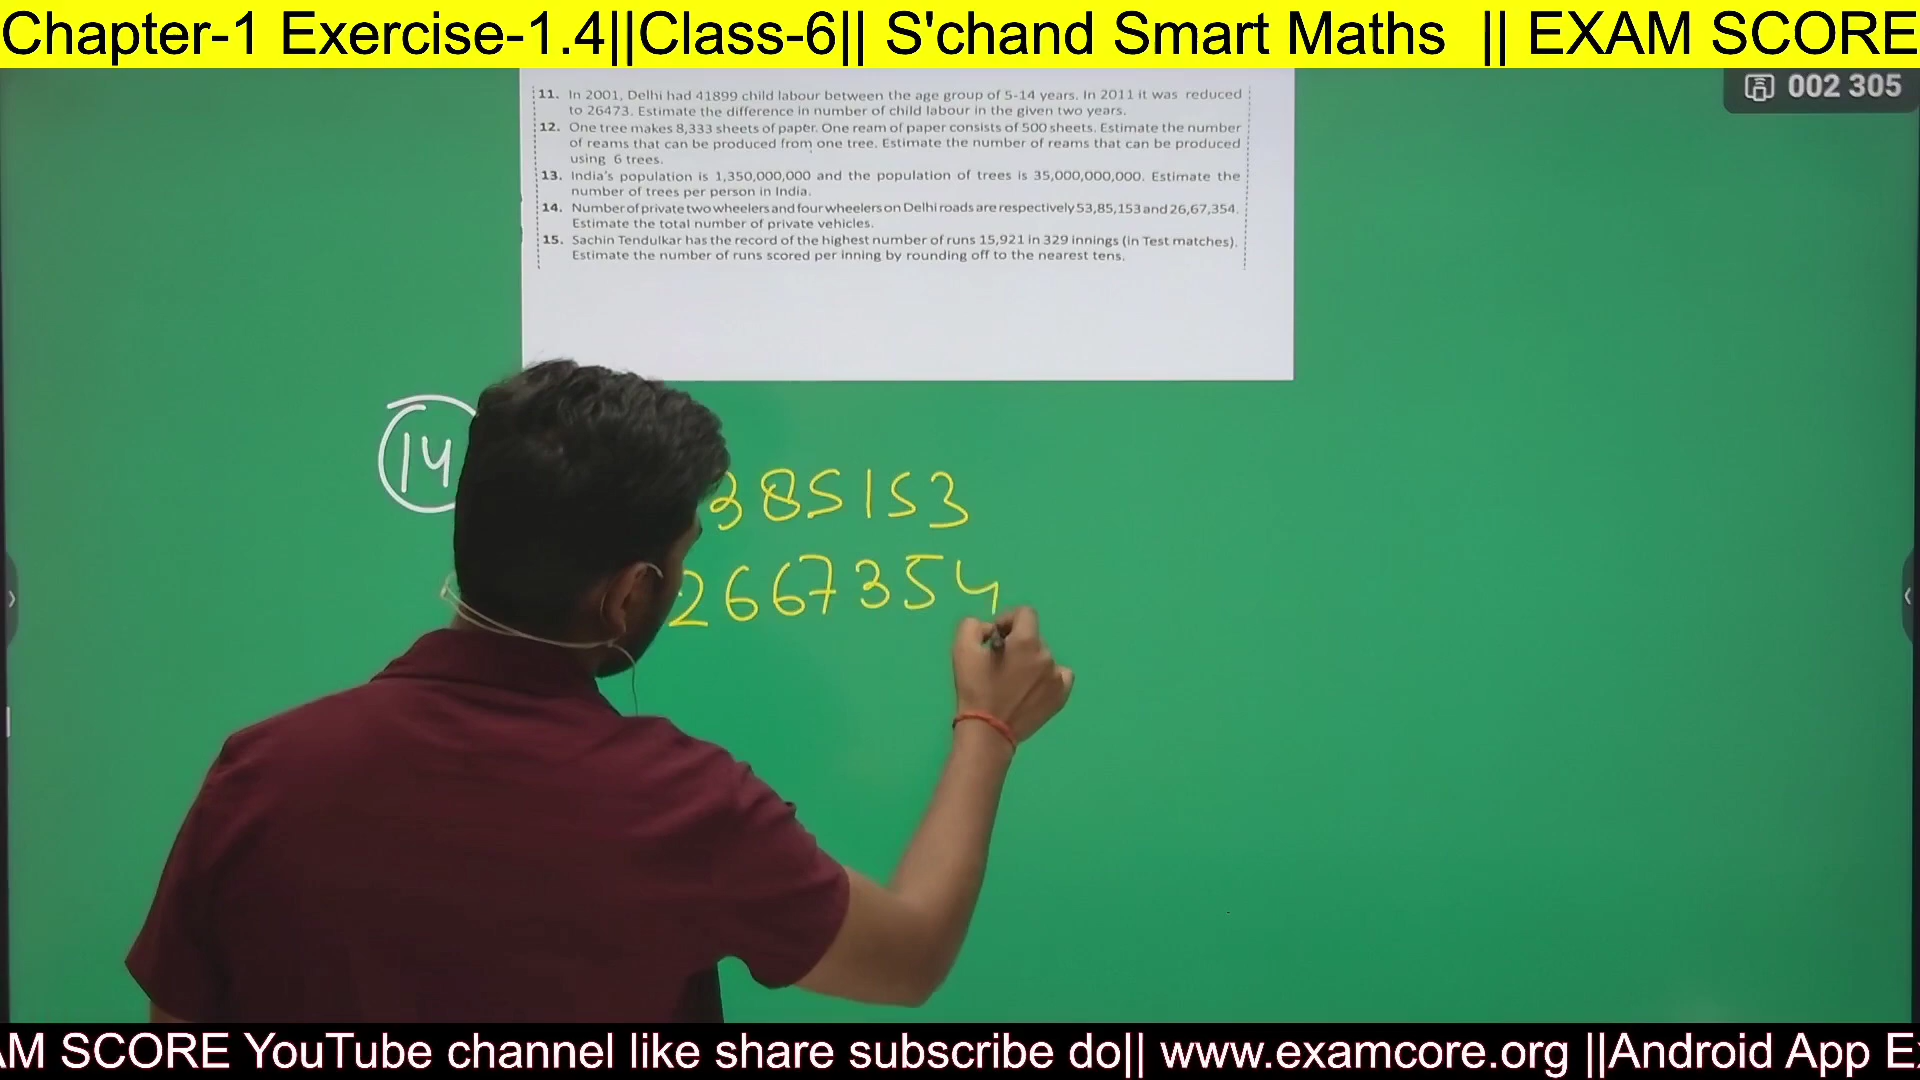 Chapter-1 Exercise-1.4||Class-6|| S'chand Smart Maths || EXAM SCORE
002 305
11. In 2001, Delhi had 41899 child labour between the age group of 5-14 years. In 2011 it was reduced
to 26473. Estimate the difference in number of child labour in the given two years.
12. One tree makes 8,333 sheets of paper. One ream of paper consists of 500 sheets. Estimate the number
of reams that can be produced from one tree. Estimate the number of reams that can be produced
using 6 trees.
13. India's population is 1,350,000,000 and the population of trees is 35,000,000,000. Estimate the
number of trees per person in India.
14. Number of private two wheelers and four wheelers on Delhi roads are respectively 53,85,153 and 26,67,354.
Estimate the total number of private vehicles.
15. Sachin Tendulkar has the record of the highest number of runs 15,921 in 329 innings (in Test matches).
Estimate the number of runs scored per inning by rounding off to the nearest tens.
14
385153
2667354
AM SCORE YouTube channel like share subscribe do|| www.examcore.org ||Android App E